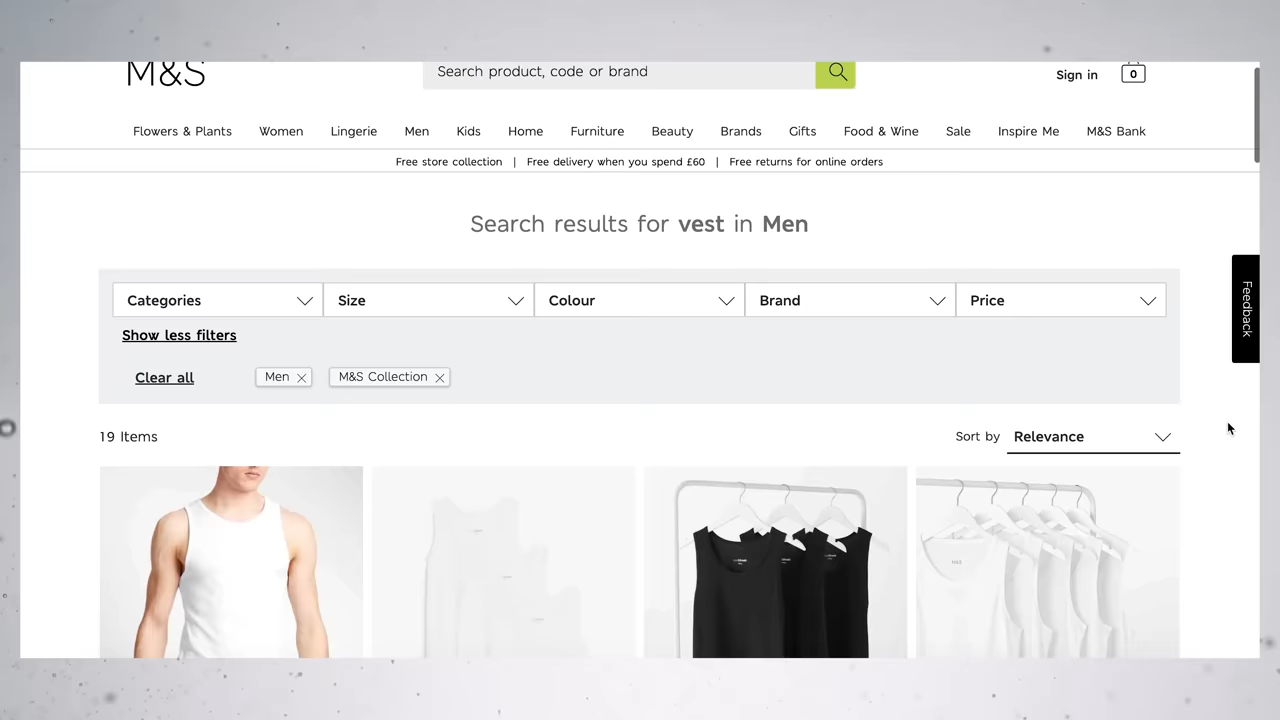 M&S
Search product, code or brand
Sign in
0
Flowers & Plants Women Lingerie Men Kids Home Furniture Beauty Brands Gifts Food & Wine Sale Inspire Me M&S Bank
Free store collection | Free delivery when you spend £60 | Free returns for online orders
Search results for vest in Men
Feedback
Categories Size Colour Brand Price
Show less filters
Clear all Men M&S Collection
19 Items
Sort by Relevance
M&S